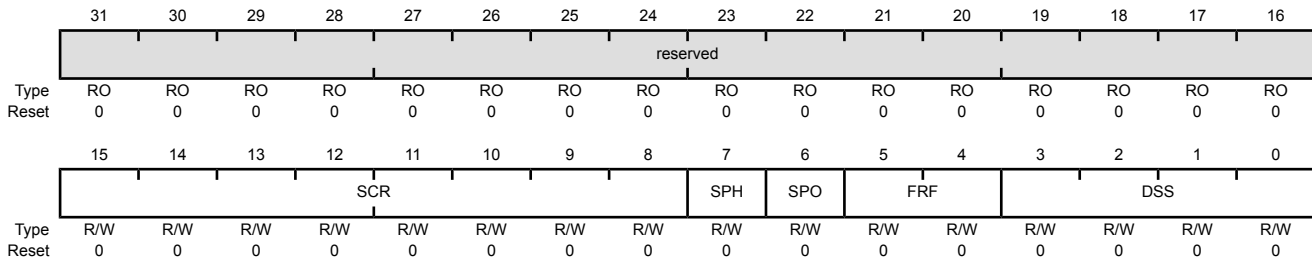 31 30 29 28 27 26 25 24 23 22 21 20 19 18 17 16
reserved
Type RO RO RO RO RO RO RO RO RO RO RO RO RO RO RO RO
Reset 0 0 0 0 0 0 0 0 0 0 0 0 0 0 0 0
15 14 13 12 11 10 9 8 7 6 5 4 3 2 1 0
SCR SPH SPO FRF DSS
Type R/W R/W R/W R/W R/W R/W R/W R/W R/W R/W R/W R/W R/W R/W R/W R/W
Reset 0 0 0 0 0 0 0 0 0 0 0 0 0 0 0 0